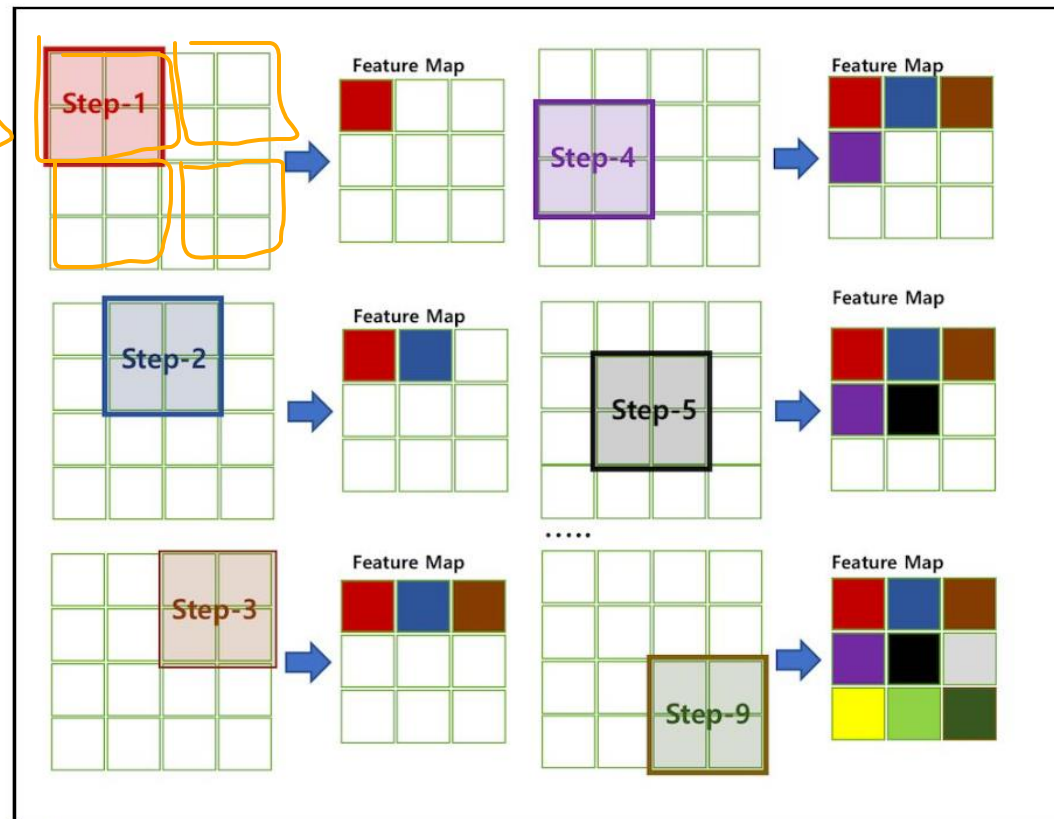 Step-1
Feature Map
Step-4
Feature Map
Step-2
Feature Map
Step-5
Feature Map
.....
Step-3
Feature Map
Step-9
Feature Map